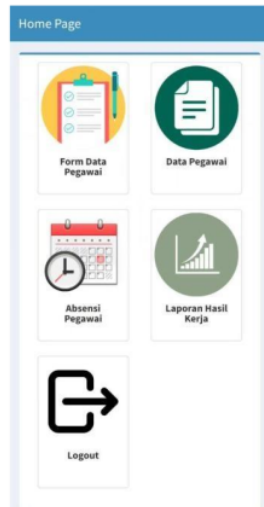 Home Page
Form Data
Pegawai
Data Pegawai
Absensi
Pegawai
Laporan Hasil
Kerja
Logout